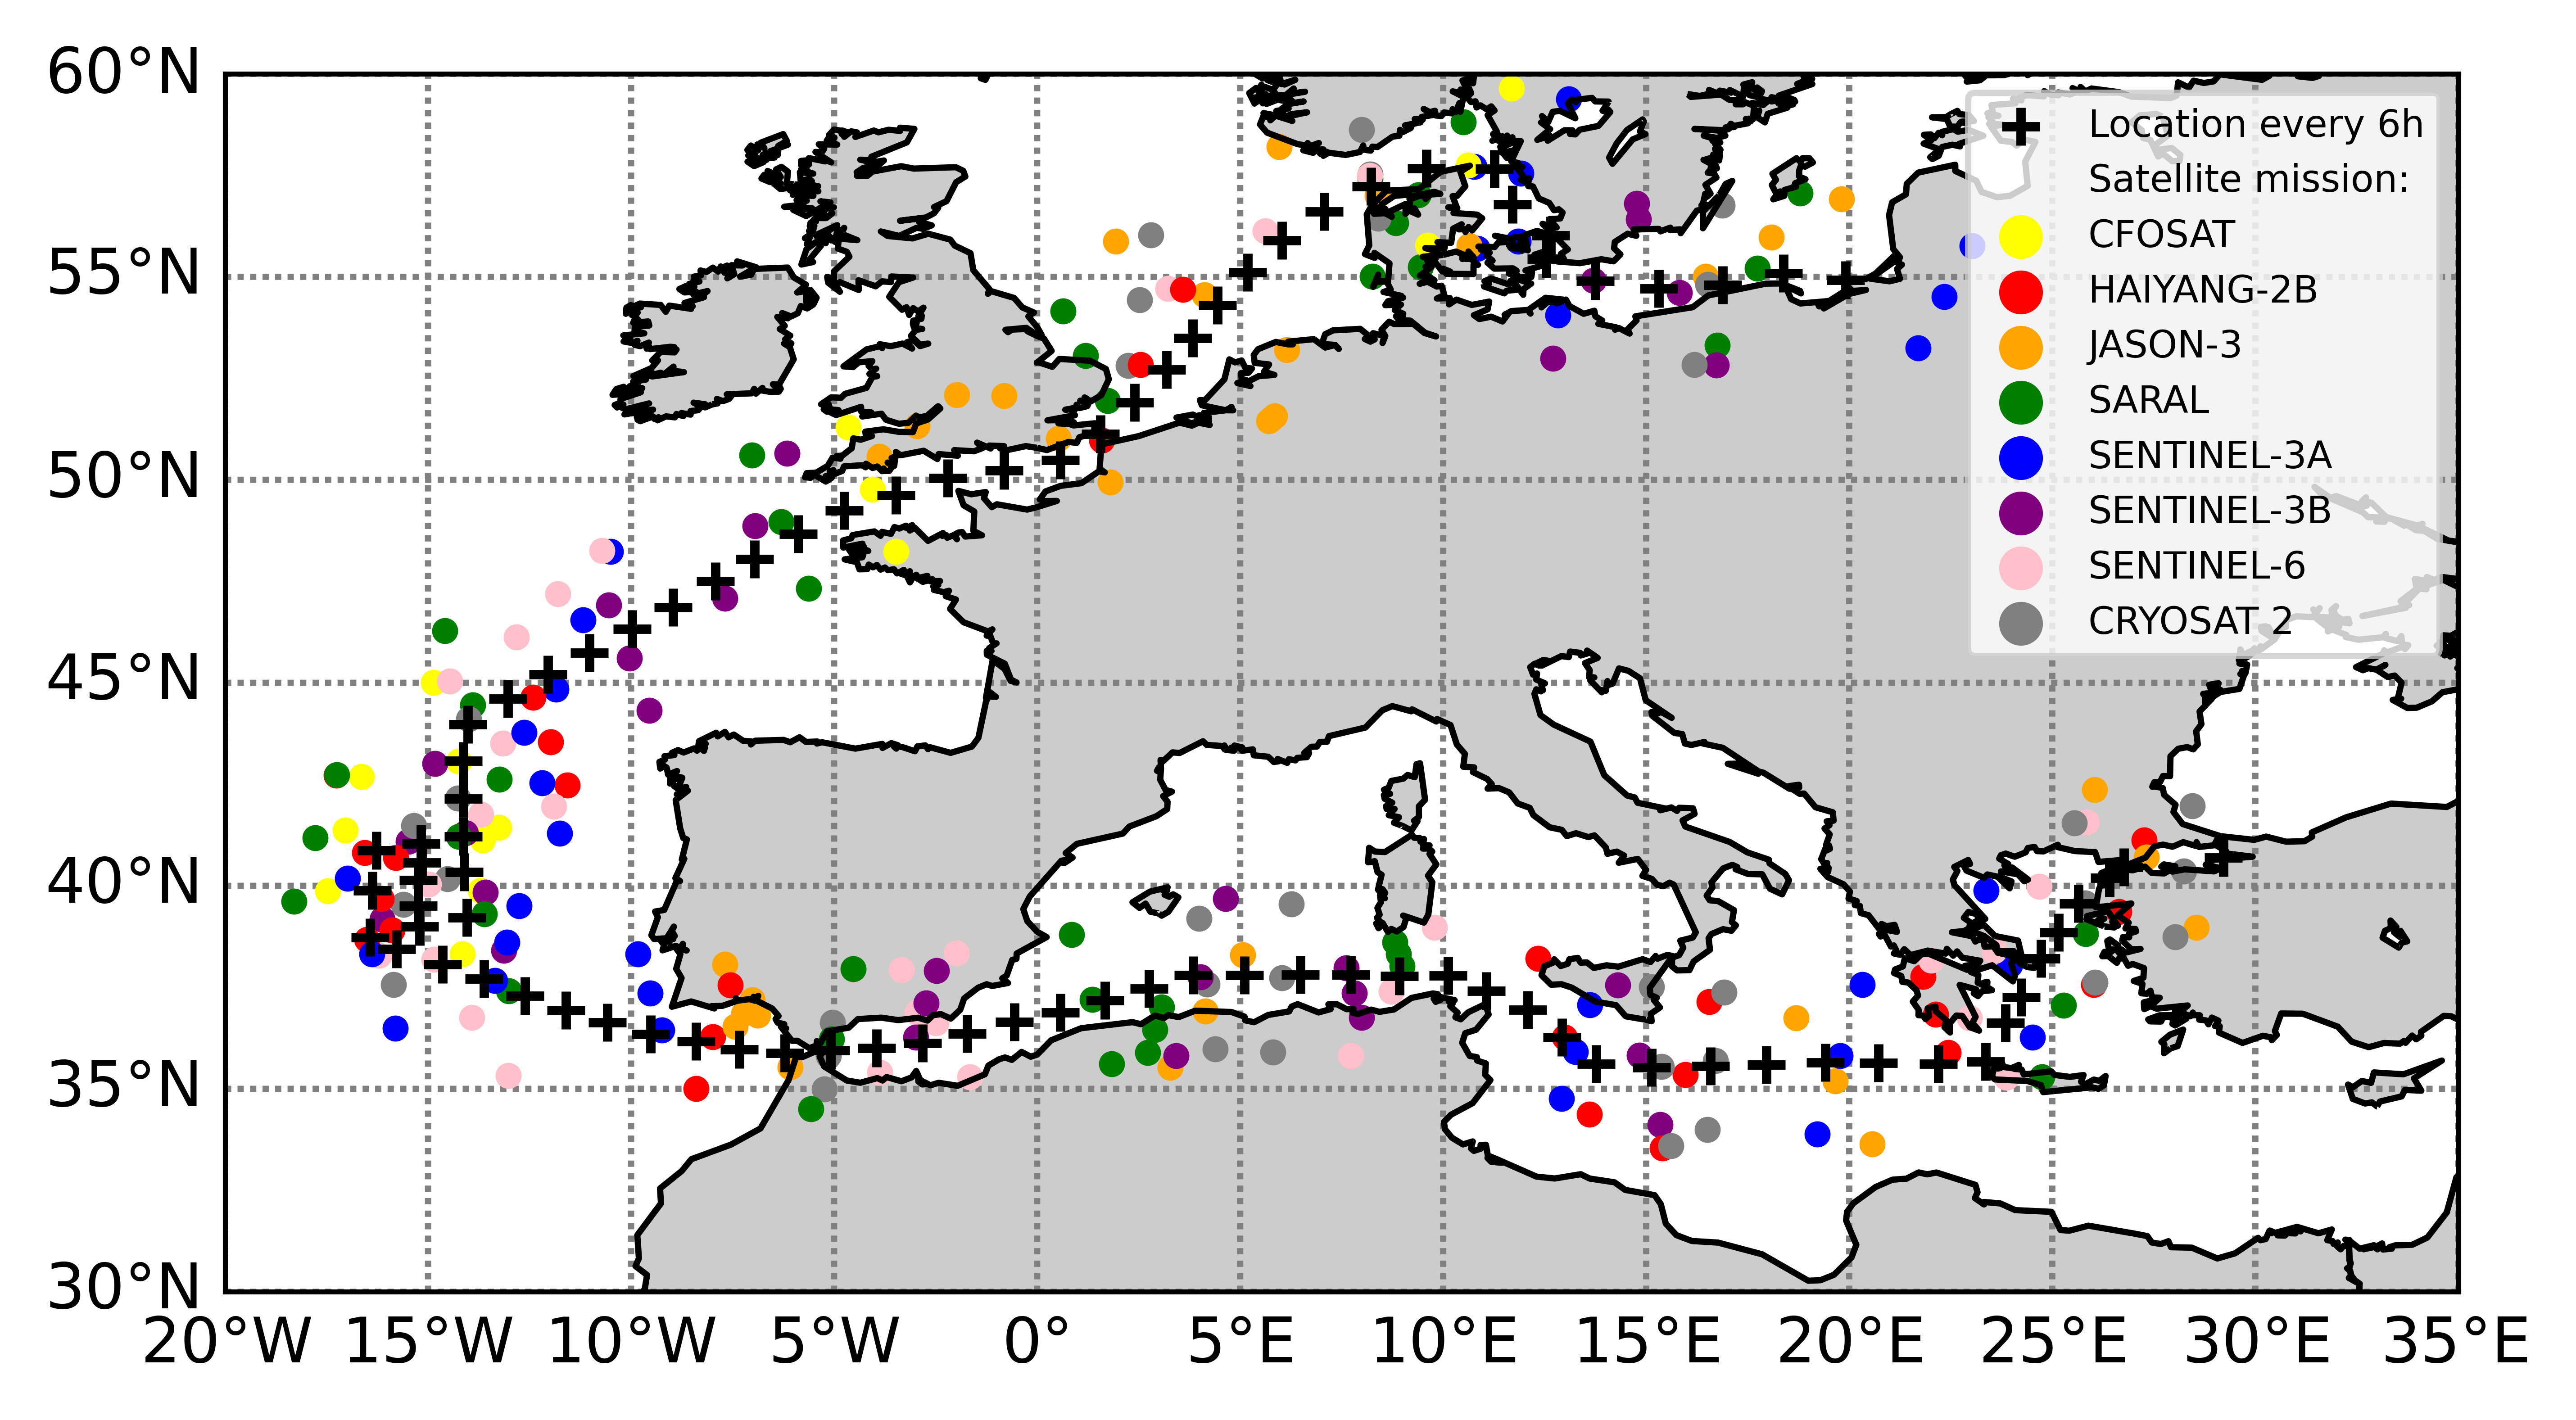 60°N
55°N
50°N
45°N
40°N
35°N
30°N
20°W 15°W 10°W 5°W 0° 5°E 10°E 15°E 20°E 25°E 30°E 35°E
Location every 6h
Satellite mission:
CFOSAT
HAIYANG-2B
JASON-3
SARAL
SENTINEL-3A
SENTINEL-3B
SENTINEL-6
CRYOSAT 2